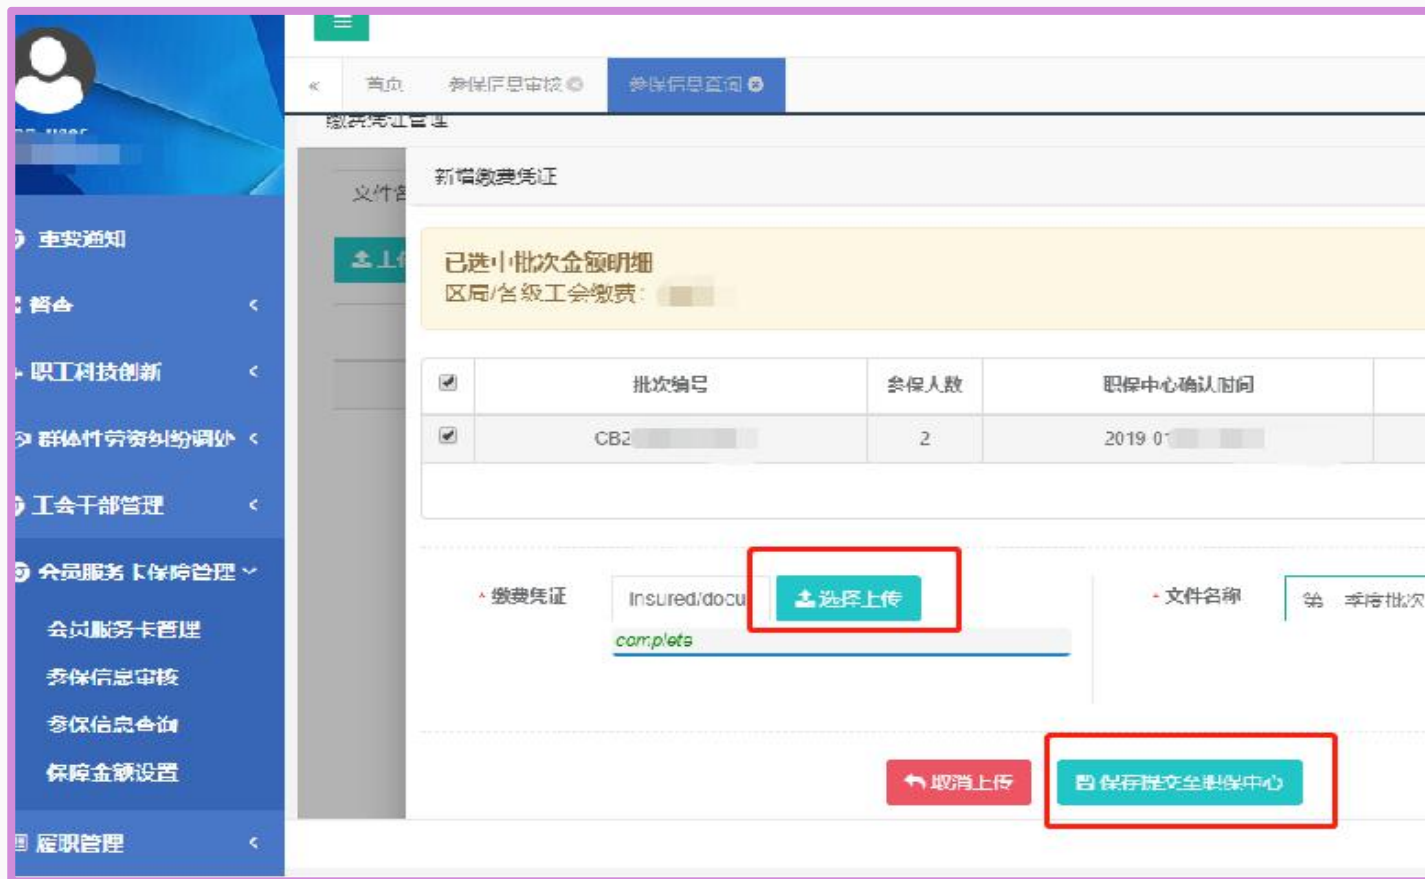 « 首页 参保信息审核 参保信息查询
缴费凭证管理
新增缴费凭证
文件名
上传
已选中批次金额明细
区局/各级工会缴费：
批次编号 参保人数 职保中心确认时间
CB2 2 2019-01
* 缴费凭证 insured/docu 选择上传
complete
* 文件名称 第一季度批次
取消上传 保存提交至职保中心
重要通知
智会
职工科技创新
群体性劳资纠纷调处
工会干部管理
会员服务卡保障管理
会员服务卡管理
参保信息审核
参保信息查询
保障金额设置
履职管理